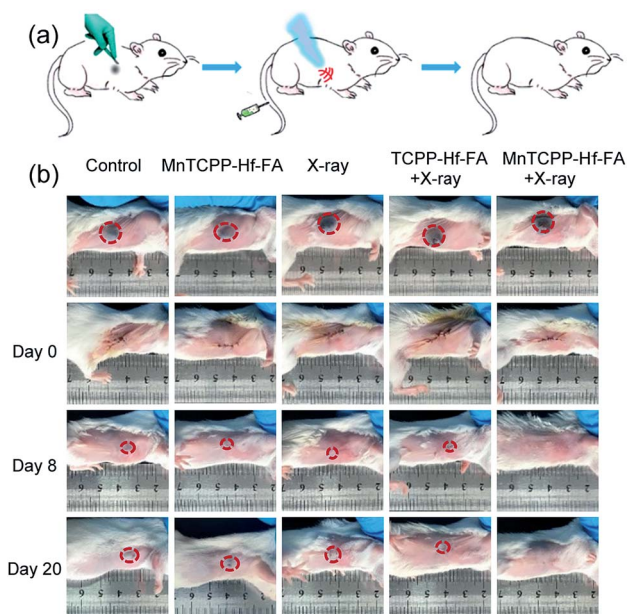 (a)
(b)
Control
MnTCPP-Hf-FA
X-ray
TCPP-Hf-FA
+X-ray
MnTCPP-Hf-FA
+X-ray
Day 0
Day 8
Day 20